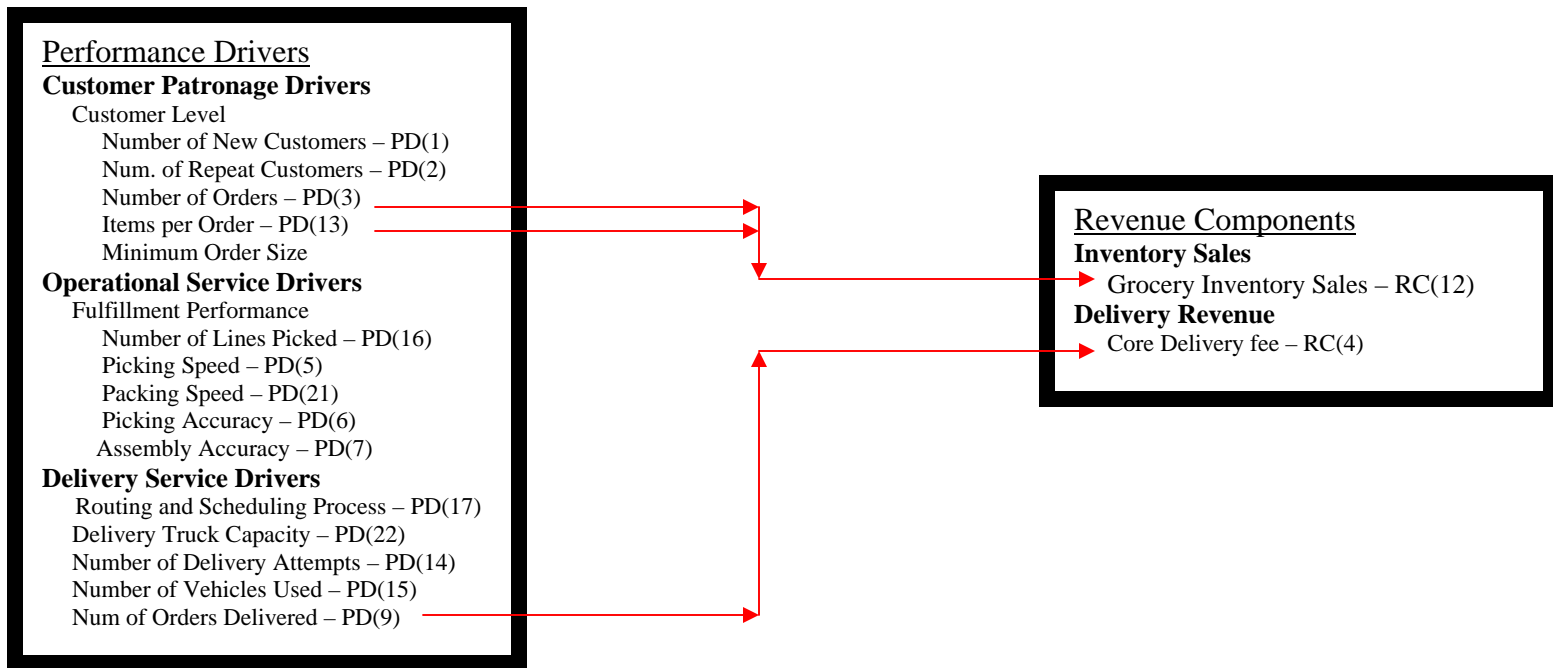 Performance Drivers
Customer Patronage Drivers
Customer Level
Number of New Customers – PD(1)
Num. of Repeat Customers – PD(2)
Number of Orders – PD(3)
Items per Order – PD(13)
Minimum Order Size
Operational Service Drivers
Fulfillment Performance
Number of Lines Picked – PD(16)
Picking Speed – PD(5)
Packing Speed – PD(21)
Picking Accuracy – PD(6)
Assembly Accuracy – PD(7)
Delivery Service Drivers
Routing and Scheduling Process – PD(17)
Delivery Truck Capacity – PD(22)
Number of Delivery Attempts – PD(14)
Number of Vehicles Used – PD(15)
Num of Orders Delivered – PD(9)
Revenue Components
Inventory Sales
Grocery Inventory Sales – RC(12)
Delivery Revenue
Core Delivery fee – RC(4)